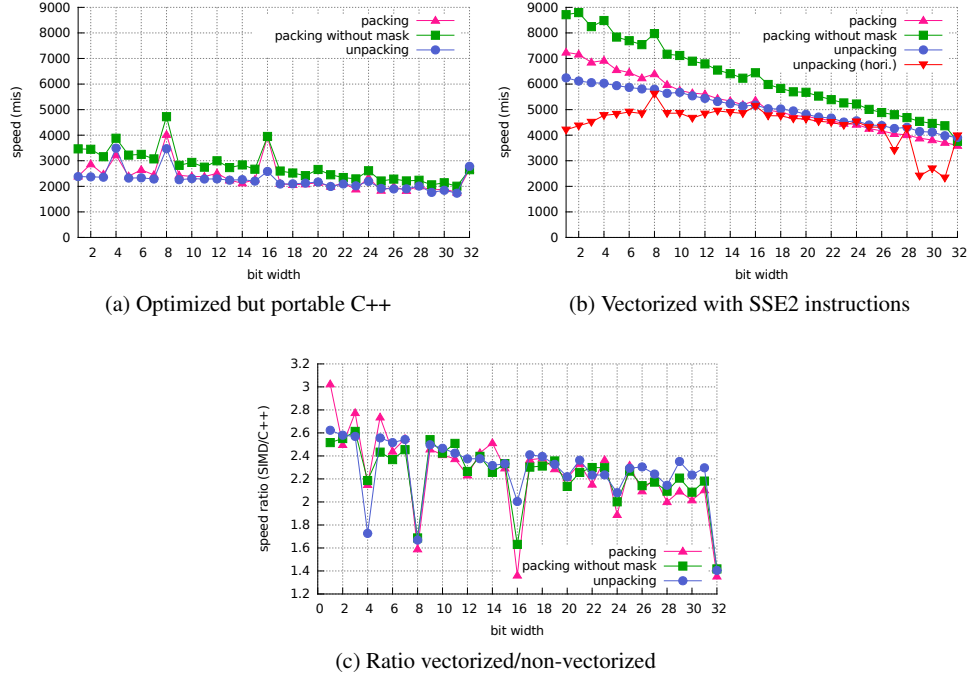 9000
8000
7000
6000
5000
4000
3000
2000
1000
0
speed (mis)
packing
packing without mask
unpacking
2 4 6 8 10 12 14 16 18 20 22 24 26 28 30 32
bit width
(a) Optimized but portable C++
9000
8000
7000
6000
5000
4000
3000
2000
1000
0
speed (mis)
packing
packing without mask
unpacking
unpacking (hori.)
2 4 6 8 10 12 14 16 18 20 22 24 26 28 30 32
bit width
(b) Vectorized with SSE2 instructions
3.2
3
2.8
2.6
2.4
2.2
2
1.8
1.6
1.4
1.2
speed ratio (SIMD/C++)
packing
packing without mask
unpacking
0 2 4 6 8 10 12 14 16 18 20 22 24 26 28 30 32
bit width
(c) Ratio vectorized/non-vectorized